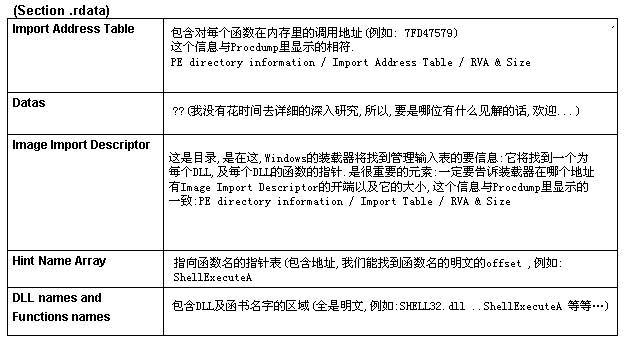 (Section .rdata)
Import Address Table
包含对每个函数在内存里的调用地址(例如: 7FD47579)
这个信息与Procdump里显示的相符.
PE directory information / Import Address Table / RVA & Size
Datas
??(我没有花时间去详细的深入研究,所以,要是哪位有什么见解的话,欢迎...)
Image Import Descriptor
这是目录,是在这,Windows的装载器将找到管理输入表的要信息:它将找到一个为
每个DLL,及每个DLL的函数的指针.是很重要的元素:一定要告诉装载器在哪个地址
有Image Import Descriptor的开端以及它的大小,这个信息与Procdump里显示的
一致:PE directory information / Import Table / RVA & Size
Hint Name Array
指向函数名的指针表(包含地址,我们能找到函数名的明文的offset ,例如:
ShellExecuteA
DLL names and
Functions names
包含DLL及函书名字的区域(全是明文,例如:SHELL32.dll ..ShellExecuteA 等等…)